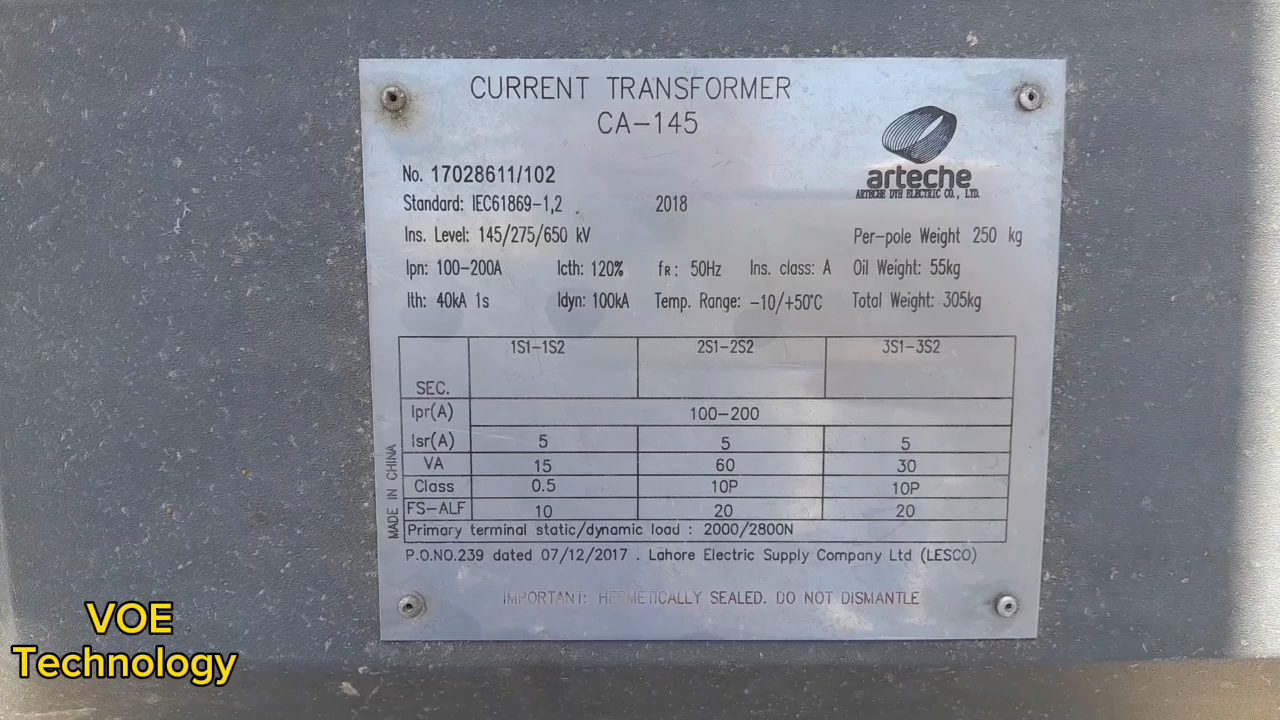 CURRENT TRANSFORMER
CA-145
arteche
ARTECHE DYH ELECTRIC CO., LTD.
No. 17028611/102
Standard: IEC61869-1,2 2018
Ins. Level: 145/275/650 kV Per-pole Weight 250 kg
Ipn: 100-200A Icth: 120% fR: 50Hz Ins. class: A Oil Weight: 55kg
Ith: 40kA 1s Idyn: 100kA Temp. Range: -10/+50°C Total Weight: 305kg
SEC. 1S1-1S2 2S1-2S2 3S1-3S2
Ipr(A) 100-200
Isr(A) 5 5 5
VA 15 60 30
Class 0.5 10P 10P
FS-ALF 10 20 20
Primary terminal static/dynamic load : 2000/2800N
MADE IN CHINA
P.O.NO.239 dated 07/12/2017 . Lahore Electric Supply Company Ltd (LESCO)
IMPORTANT: HERMETICALLY SEALED. DO NOT DISMANTLE
VOE
Technology